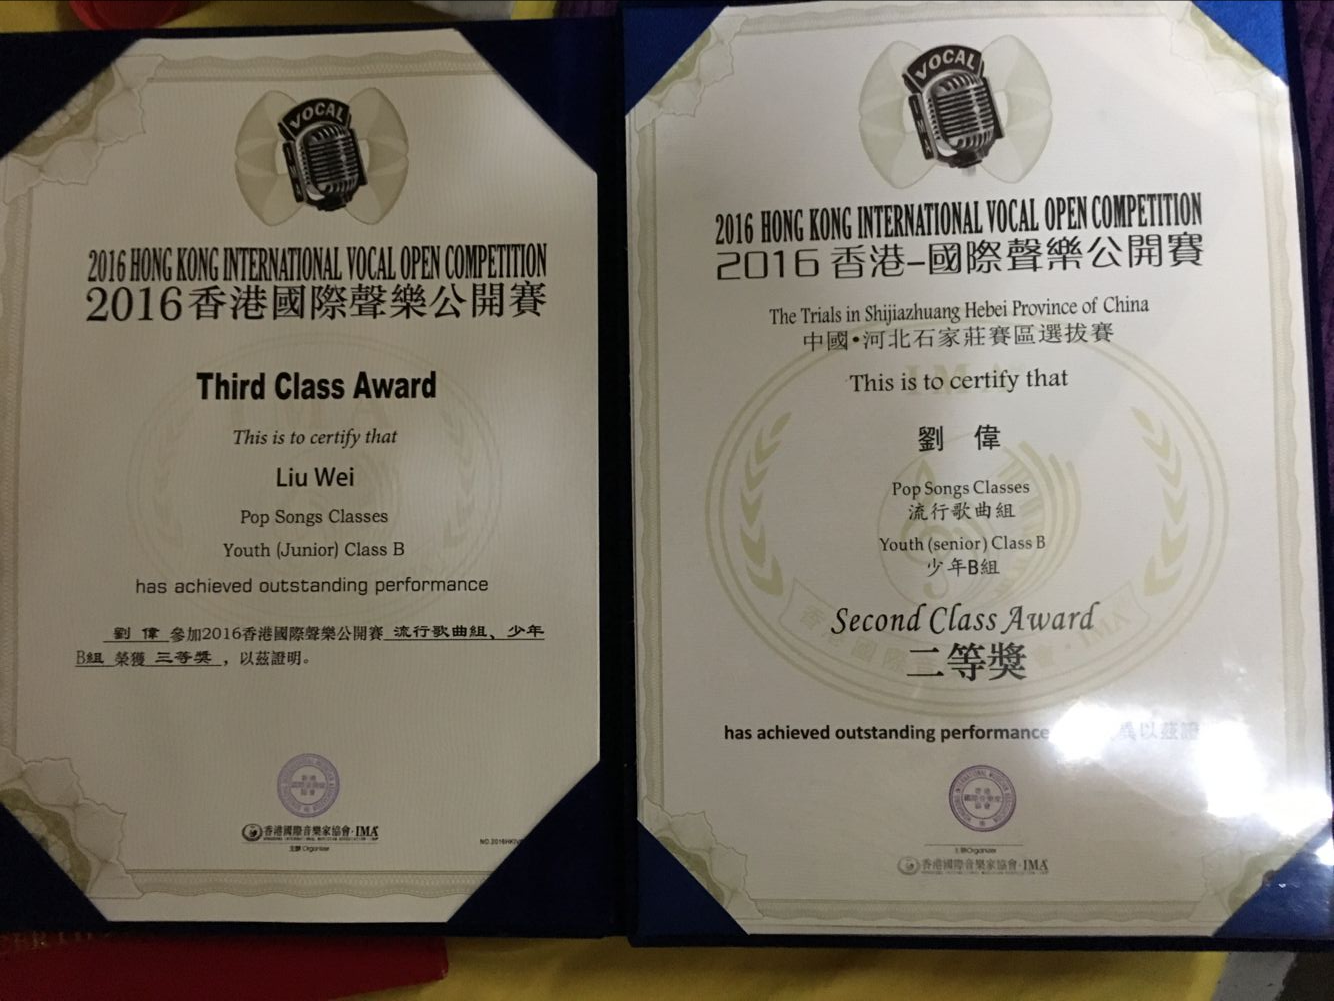 VOCAL
2016 HONG KONG INTERNATIONAL VOCAL OPEN COMPETITION
2016香港國際聲樂公開賽
Third Class Award
This is to certify that
Liu Wei
Pop Songs Classes
Youth (Junior) Class B
has achieved outstanding performance
劉 偉 參加2016香港國際聲樂公開賽 流行歌曲組、少年
B組 榮獲 三等獎 ，以茲證明。
香港國際音樂家協會·IMA
主辦 Organizer
VOCAL
2016 HONG KONG INTERNATIONAL VOCAL OPEN COMPETITION
2016 香港-國際聲樂公開賽
The Trials in Shijiazhuang Hebei Province of China
中國·河北石家莊賽區選拔賽
This is to certify that
劉 偉
Pop Songs Classes
流行歌曲組
Youth (senior) Class B
少年B組
Second Class Award
二等獎
has achieved outstanding performance
以茲證
主辦Organizer
香港國際音樂家協會·IMA